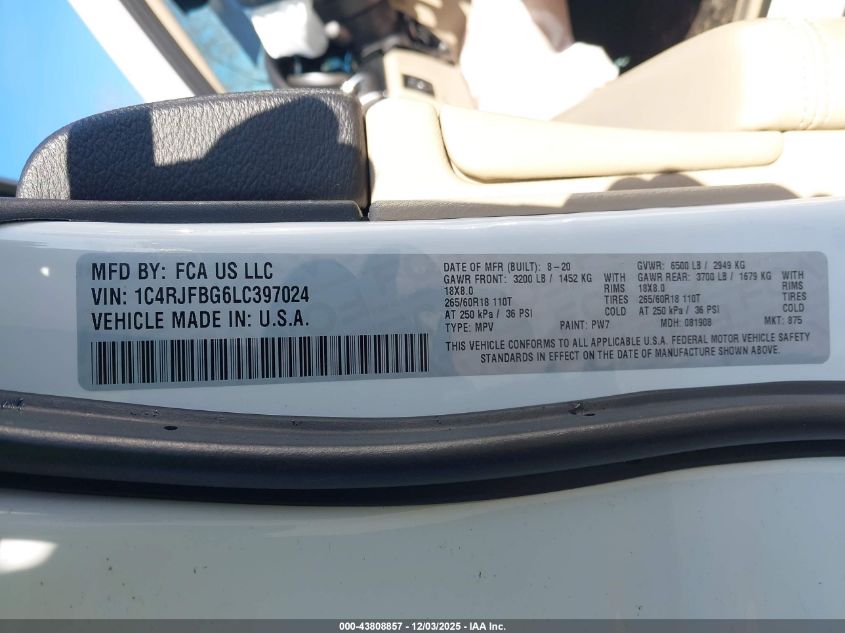 MFD BY: FCA US LLC
VIN: 1C4RJFBG6LC397024
VEHICLE MADE IN: U.S.A.
DATE OF MFR (BUILT): 8-20 GVWR: 6500 LB / 2949 KG
GAWR FRONT: 3200 LB / 1452 KG GAWR REAR: 3700 LB / 1679 KG
18X8.0 RIMS 18X8.0 RIMS
265/60R18 110T TIRES 265/60R18 110T TIRES
AT 250 kPa / 36 PSI COLD AT 250 kPa / 36 PSI COLD
TYPE: MPV PAINT: PW7 MDH: 081908 MKT: 875
THIS VEHICLE CONFORMS TO ALL APPLICABLE U.S.A. FEDERAL MOTOR VEHICLE SAFETY
STANDARDS IN EFFECT ON THE DATE OF MANUFACTURE SHOWN ABOVE.
000-43808857 - 12/03/2025 - IAA Inc.